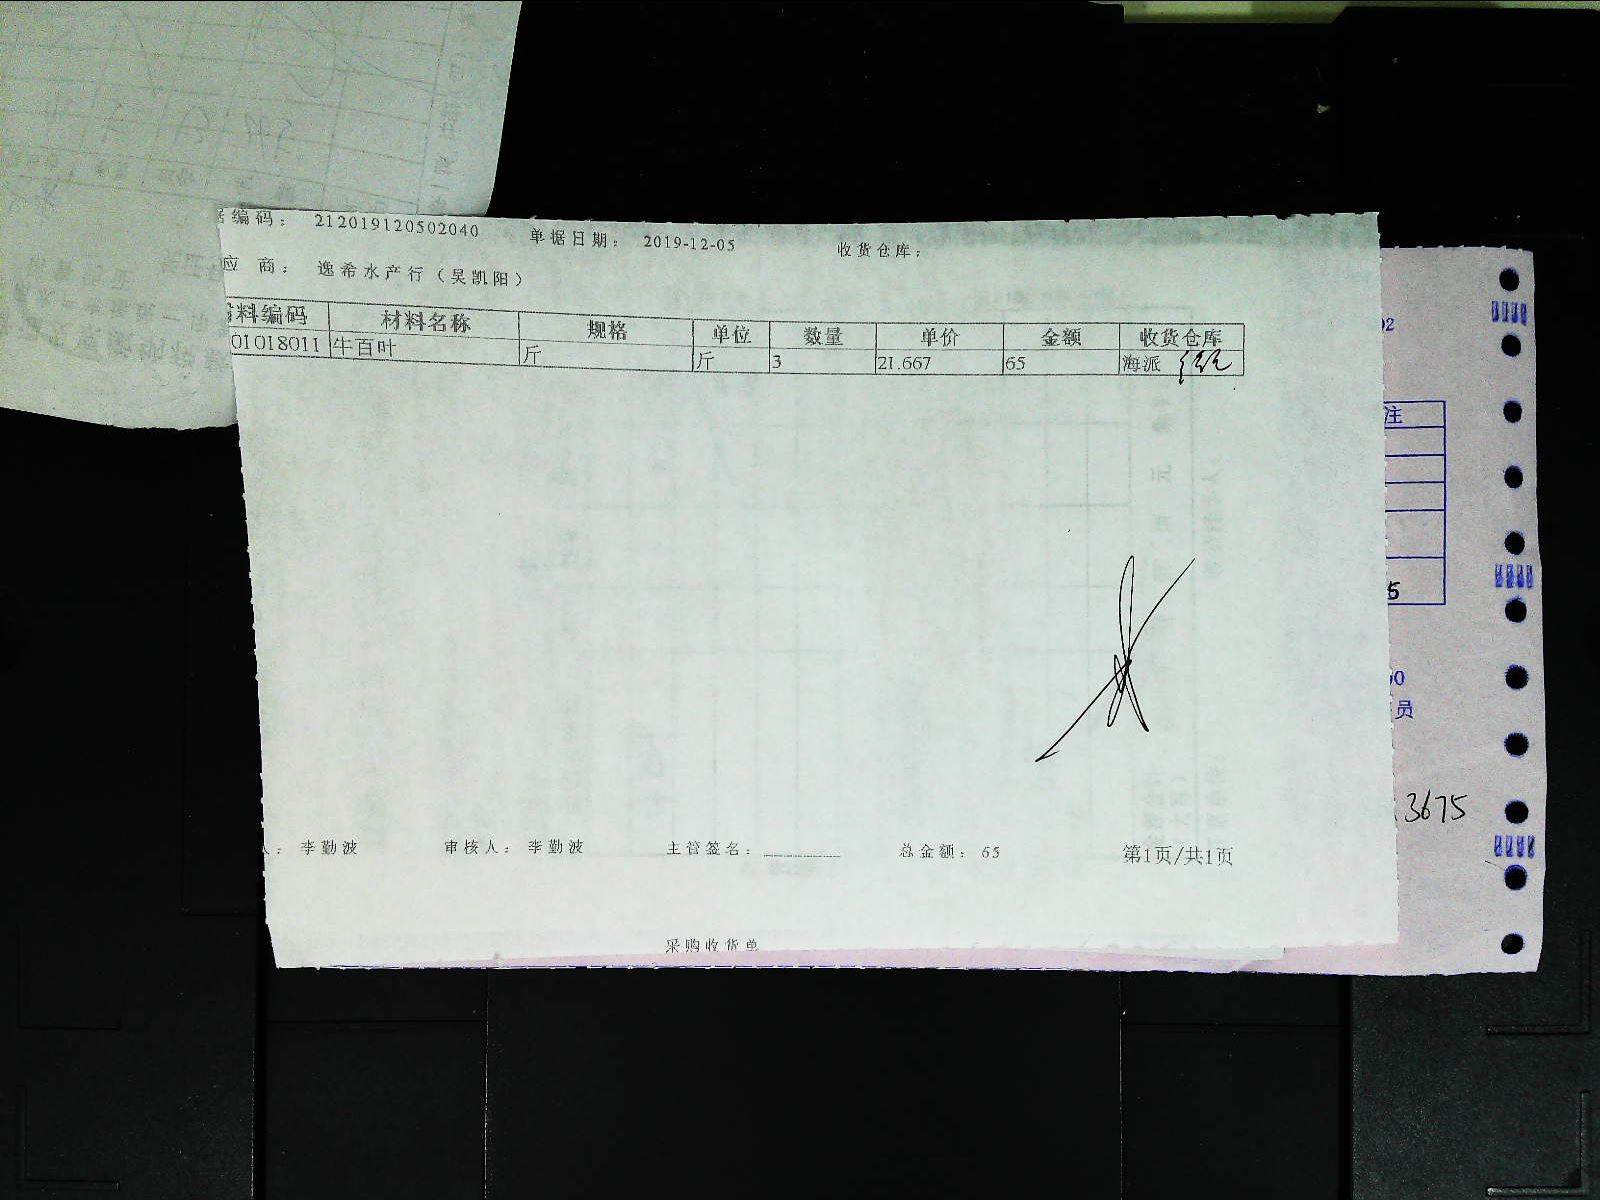 编码： 212019120502040 单据日期： 2019-12-05 收货仓库：
应 商： 逸希水产行（吴凯阳）
料编码 材料名称 规格 单位 数量 单价 金额 收货仓库
01018011 牛百叶 斤 斤 3 21.667 65 海派
注
5
员
3675
： 李勤波 审核人： 李勤波 主管签名： 总金额： 65 第1页/共1页
采购收货单